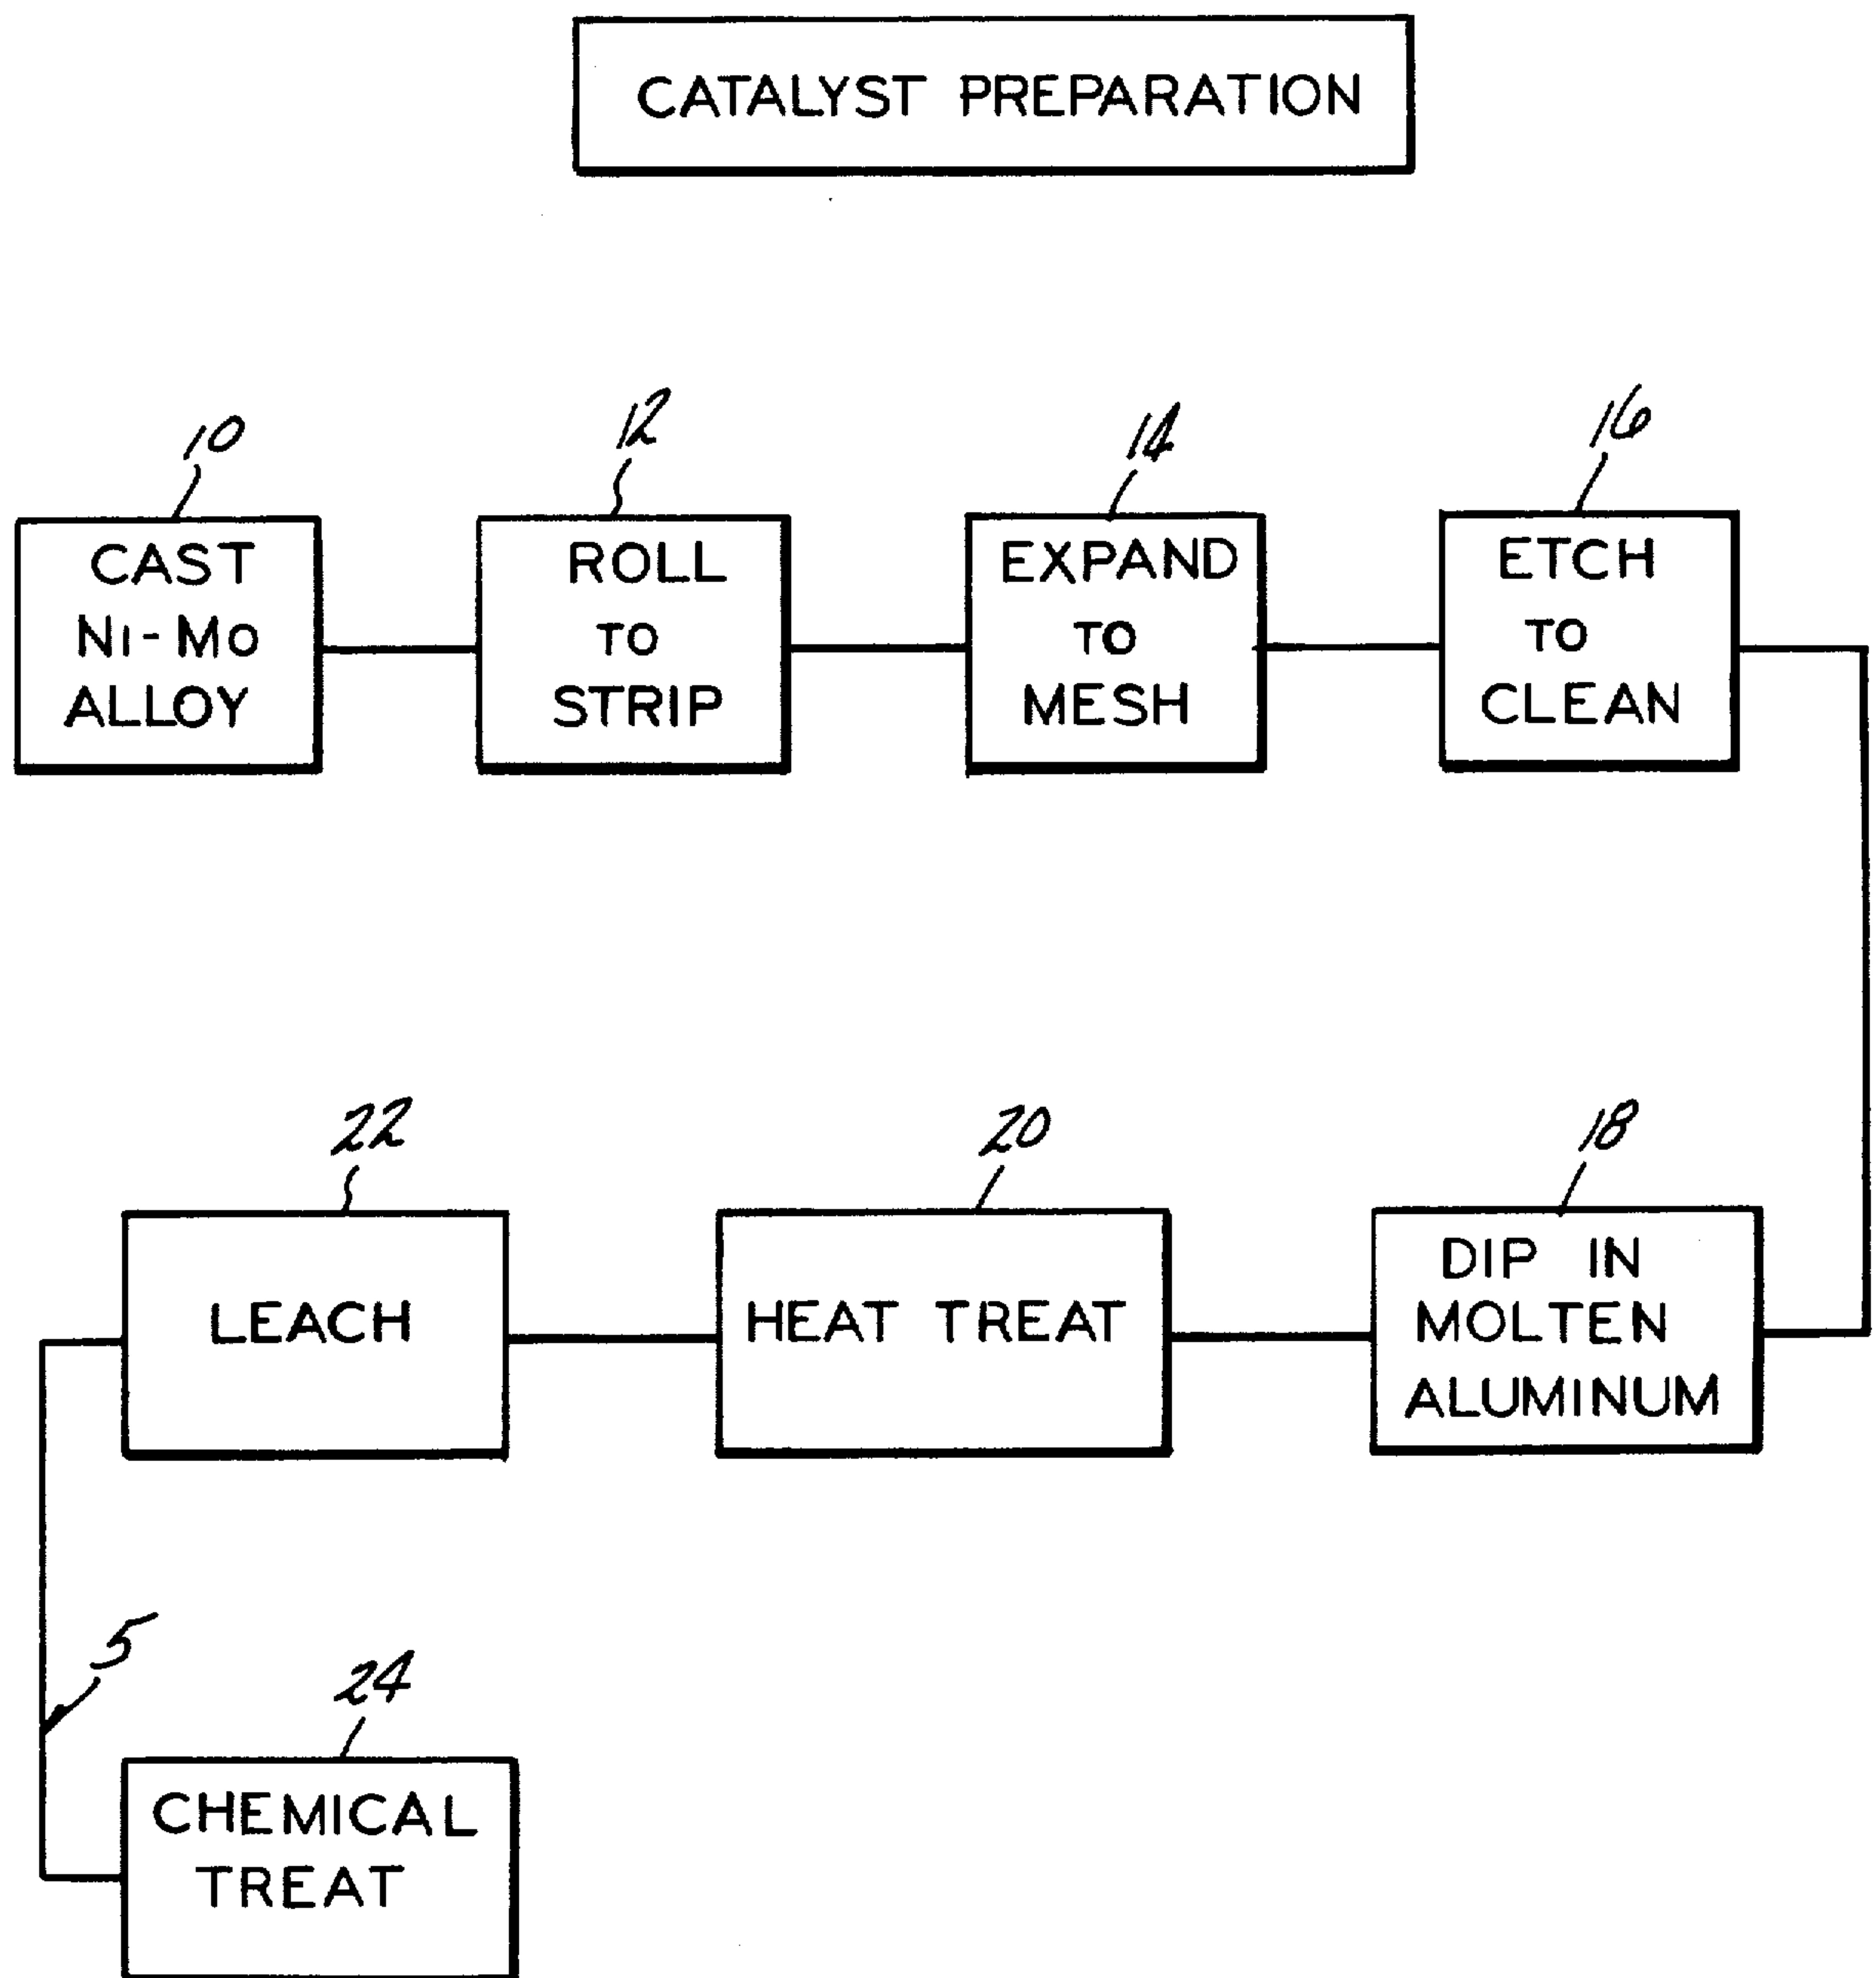 CATALYST PREPARATION
10
12
14
16
CAST
Ni-Mo
ALLOY
ROLL
TO
STRIP
EXPAND
TO
MESH
ETCH
TO
CLEAN
22
20
18
LEACH
HEAT TREAT
DIP IN
MOLTEN
ALUMINUM
5
24
CHEMICAL
TREAT